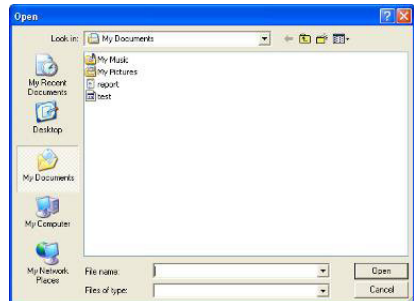 Open
Look in: My Documents
My Recent
Documents
Desktop
My Documents
My Computer
My Network
Places
My Music
My Pictures
report
test
File name: Open
Files of type: Cancel